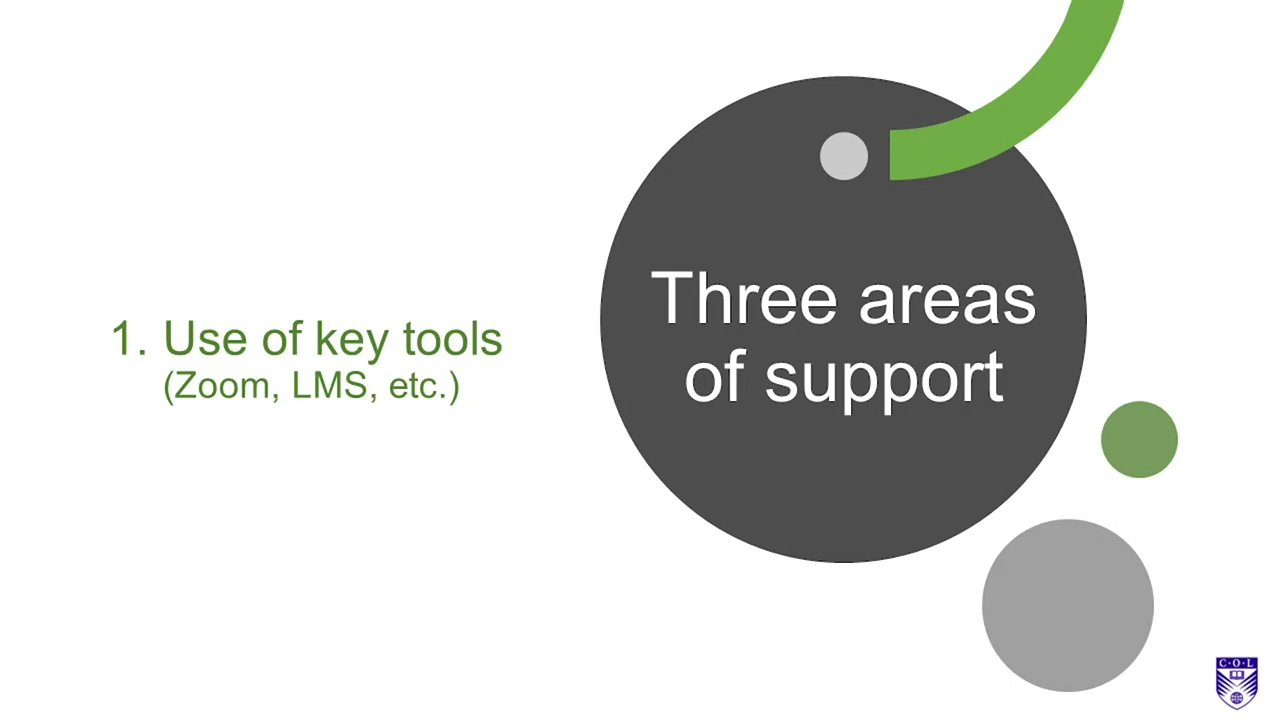 Three areas
of support
1. Use of key tools
(Zoom, LMS, etc.)
C·O·L